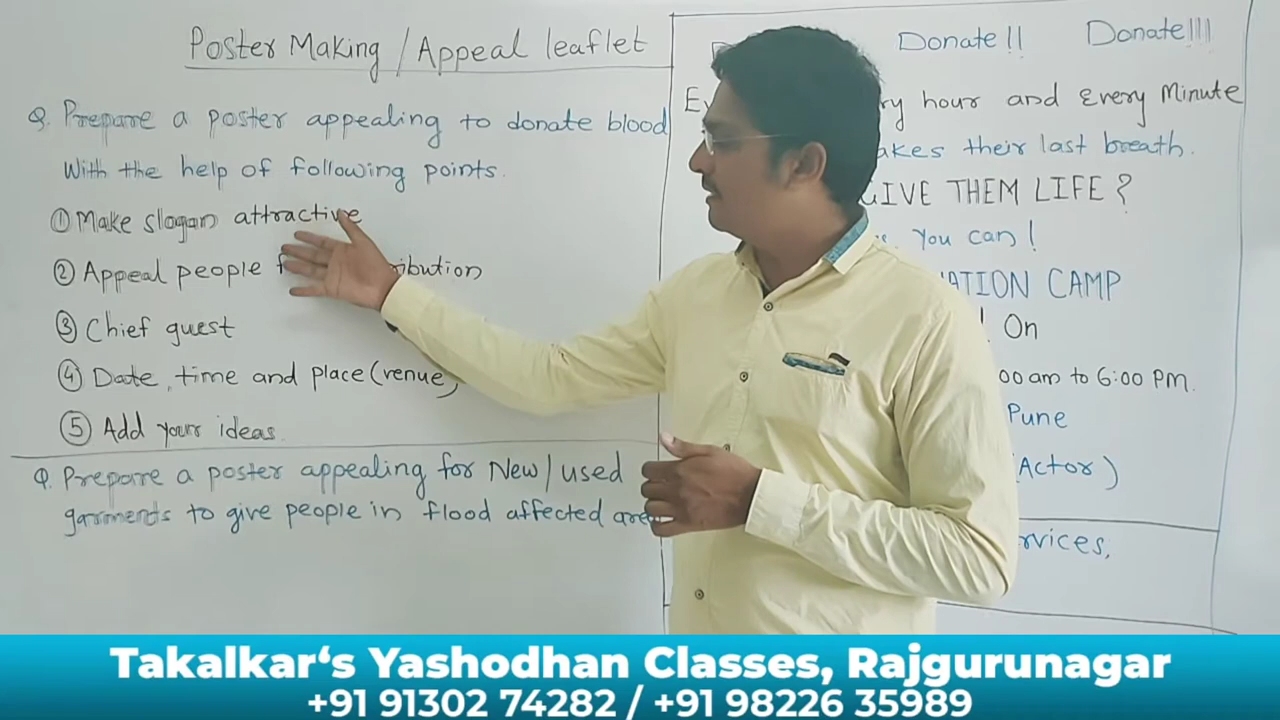 Poster Making / Appeal leaflet
Q. Prepare a poster appealing to donate blood
With the help of following points.
① Make slogan attractive
② Appeal people
③ Chief guest
④ Date, time and place (venue)
⑤ Add your ideas.
Q. Prepare a poster appealing for New / used
garments to give people in flood affected area
Donate!! Donate!!!
hour and Every Minute
their last breath.
GIVE THEM LIFE ?
You can !
CAMP
On
00 am to 6:00 PM.
Pune
(Actor)
Takalkar‘s Yashodhan Classes, Rajgurunagar
+91 91302 74282 / +91 98226 35989